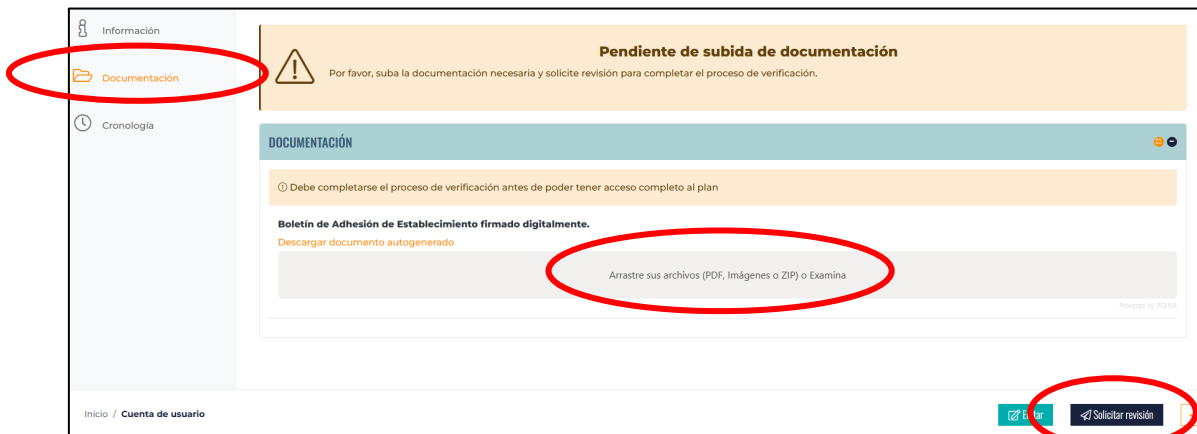 Información
Documentación
Cronología
Pendiente de subida de documentación
Por favor, suba la documentación necesaria y solicite revisión para completar el proceso de verificación.
DOCUMENTACIÓN
Debe completarse el proceso de verificación antes de poder tener acceso completo al plan
Boletín de Adhesión de Establecimiento firmado digitalmente.
Descargar documento autogenerado
Arrastre sus archivos (PDF, Imágenes o ZIP) o Examina
Powered by PQINA
Inicio / Cuenta de usuario
Solicitar revisión